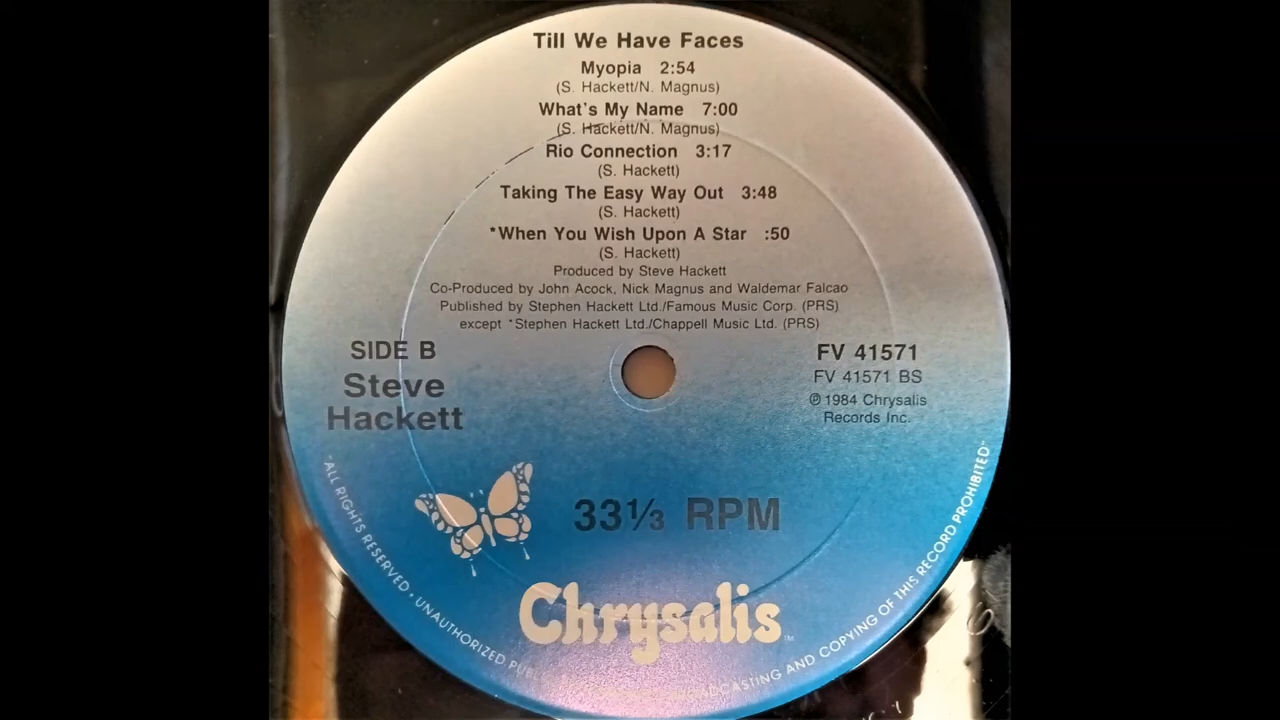 Till We Have Faces
Myopia 2:54
(S. Hackett/N. Magnus)
What's My Name 7:00
(S. Hackett/N. Magnus)
Rio Connection 3:17
(S. Hackett)
Taking The Easy Way Out 3:48
(S. Hackett)
*When You Wish Upon A Star :50
(S. Hackett)
Produced by Steve Hackett
Co-Produced by John Acock, Nick Magnus and Waldemar Falcao
Published by Stephen Hackett Ltd./Famous Music Corp. (PRS)
except *Stephen Hackett Ltd./Chappell Music Ltd. (PRS)
SIDE B
Steve
Hackett
FV 41571
FV 41571 BS
℗ 1984 Chrysalis
Records Inc.
33⅓ RPM
Chrysalis™
"ALL RIGHTS RESERVED • UNAUTHORIZED AND COPYING OF THIS RECORD PROHIBITED"